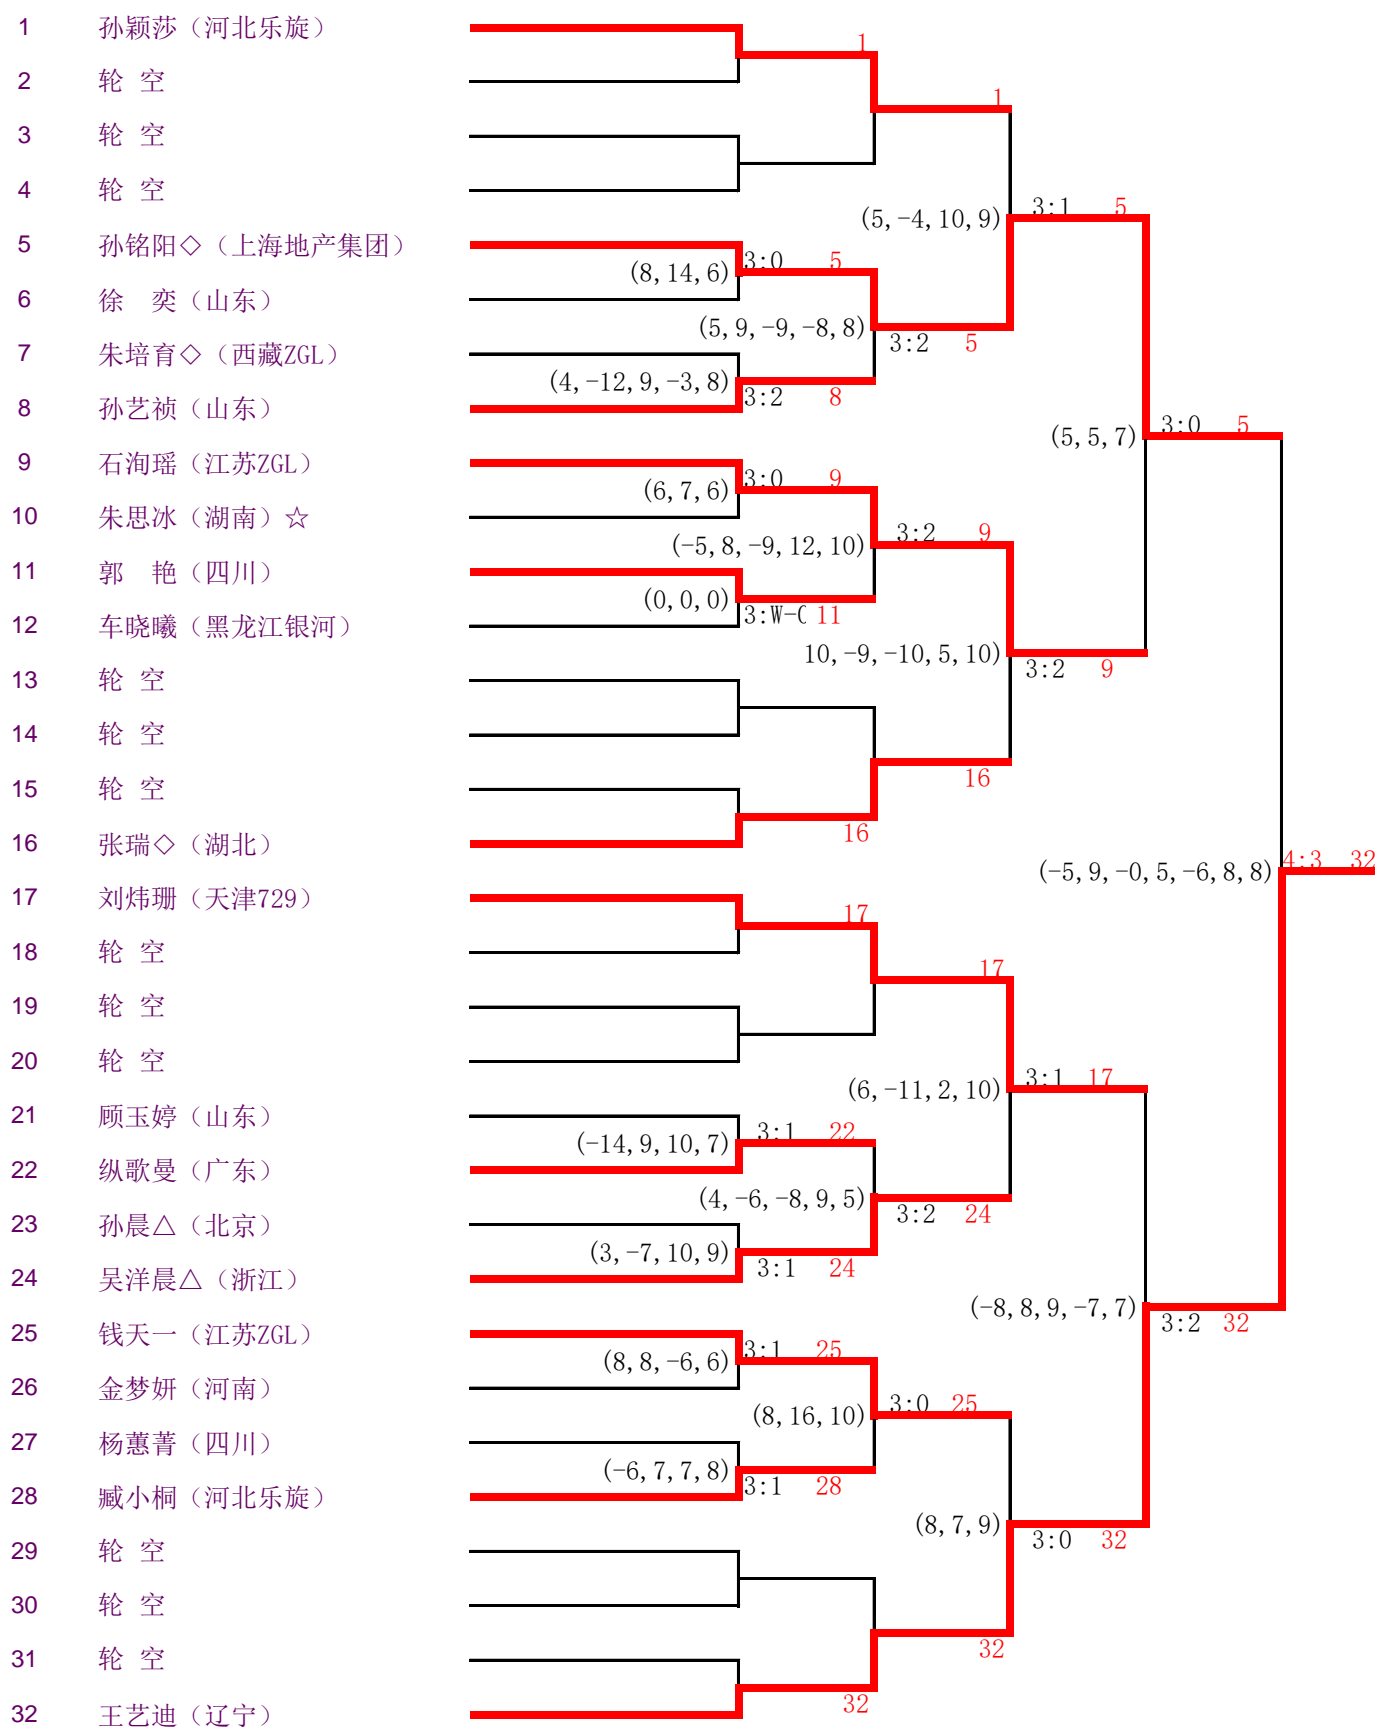 1 孙颖莎（河北乐旋）
1
2 轮 空
1
3 轮 空
4 轮 空
(5,-4,10,9) 3:1 5
5 孙铭阳◇（上海地产集团）
(8,14,6) 3:0 5
6 徐 奕（山东）
(5,9,-9,-8,8) 3:2 5
7 朱培育◇（西藏ZGL）
(4,-12,9,-3,8) 3:2 8
8 孙艺祯（山东）
(5,5,7) 3:0 5
9 石洵瑶（江苏ZGL）
(6,7,6) 3:0 9
10 朱思冰（湖南）☆
(-5,8,-9,12,10) 3:2 9
11 郭 艳（四川）
(0,0,0) 3:W-( 11
12 车晓曦（黑龙江银河）
10,-9,-10,5,10) 3:2 9
13 轮 空
14 轮 空
16
15 轮 空
16
16 张瑞◇（湖北）
(-5,9,-0,5,-6,8,8) 4:3 32
17 刘炜珊（天津729）
17
18 轮 空
17
19 轮 空
20 轮 空
(6,-11,2,10) 3:1 17
21 顾玉婷（山东）
(-14,9,10,7) 3:1 22
22 纵歌曼（广东）
(4,-6,-8,9,5) 3:2 24
23 孙晨△（北京）
(3,-7,10,9) 3:1 24
24 吴洋晨△（浙江）
(-8,8,9,-7,7) 3:2 32
25 钱天一（江苏ZGL）
(8,8,-6,6) 3:1 25
26 金梦妍（河南）
(8,16,10) 3:0 25
27 杨蕙菁（四川）
(-6,7,7,8) 3:1 28
28 臧小桐（河北乐旋）
(8,7,9) 3:0 32
29 轮 空
30 轮 空
32
31 轮 空
32
32 王艺迪（辽宁）